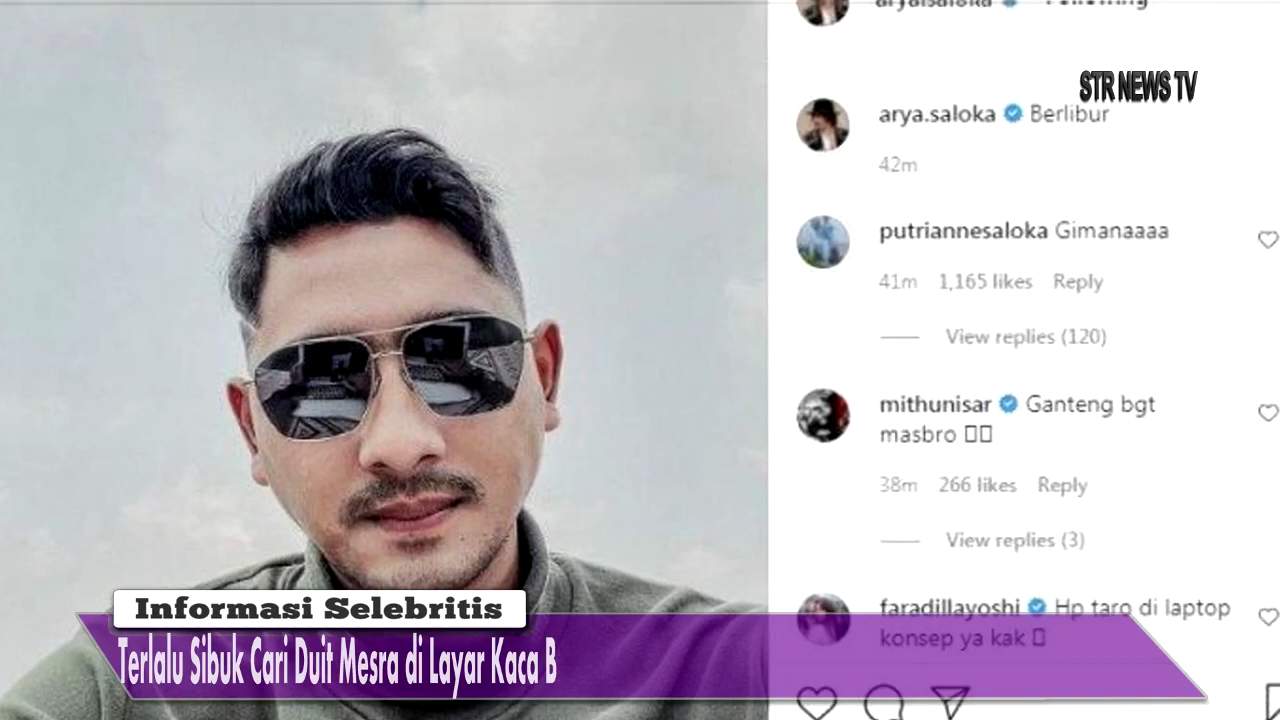 aryaisaloka • Following
STR NEWS TV
arya.saloka Berlibur
42m
putriannesaloka Gimanaaaa
41m 1,165 likes Reply
View replies (120)
mithunisar Ganteng bgt
masbro
38m 266 likes Reply
View replies (3)
faradillayoshi Hp taro di laptop
konsep ya kak
Informasi Selebritis
Terlalu Sibuk Cari Duit Mesra di Layar Kaca B